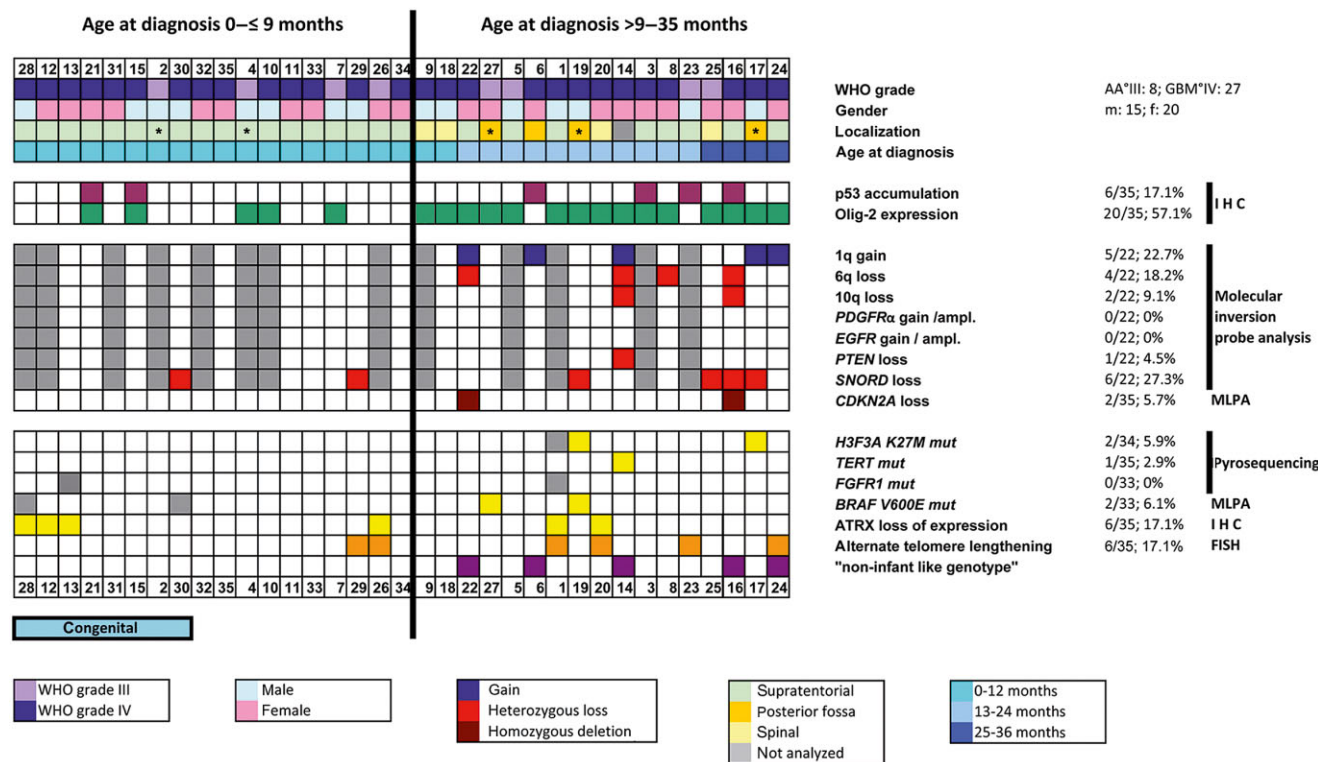 Age at diagnosis 0–≤ 9 months
Age at diagnosis >9–35 months
28 12 13 21 31 15 2 30 32 35 4 10 11 33 7 29 26 34 9 18 22 27 5 6 1 19 20 14 3 8 23 25 16 17 24
WHO grade AA°III: 8; GBM°IV: 27
Gender m: 15; f: 20
* * * * * Localization
Age at diagnosis
p53 accumulation 6/35; 17.1%
Olig-2 expression 20/35; 57.1%
I H C
1q gain 5/22; 22.7%
6q loss 4/22; 18.2%
10q loss 2/22; 9.1%
PDGFRα gain /ampl. 0/22; 0%
EGFR gain / ampl. 0/22; 0%
PTEN loss 1/22; 4.5%
SNORD loss 6/22; 27.3%
Molecular
inversion
probe analysis
CDKN2A loss 2/35; 5.7% MLPA
H3F3A K27M mut 2/34; 5.9%
TERT mut 1/35; 2.9%
FGFR1 mut 0/33; 0%
Pyrosequencing
BRAF V600E mut 2/33; 6.1% MLPA
ATRX loss of expression 6/35; 17.1% I H C
Alternate telomere lengthening 6/35; 17.1% FISH
"non-infant like genotype"
28 12 13 21 31 15 2 30 32 35 4 10 11 33 7 29 26 34 9 18 22 27 5 6 1 19 20 14 3 8 23 25 16 17 24
Congenital
WHO grade III
WHO grade IV
Male
Female
Gain
Heterozygous loss
Homozygous deletion
Supratentorial
Posterior fossa
Spinal
Not analyzed
0-12 months
13-24 months
25-36 months